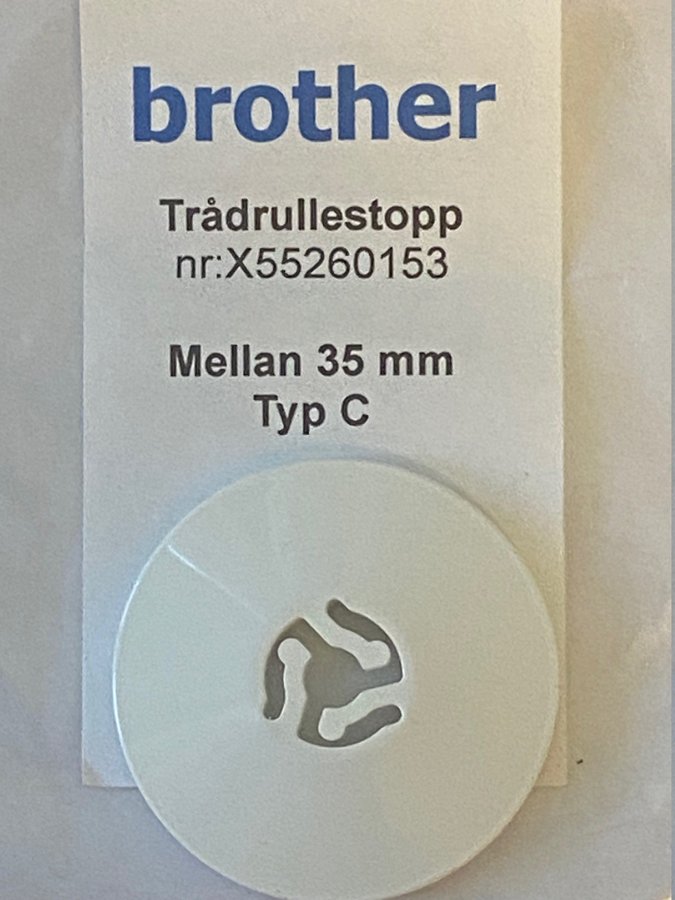 brother
Trådrullestopp
nr:X55260153
Mellan 35 mm
Typ C